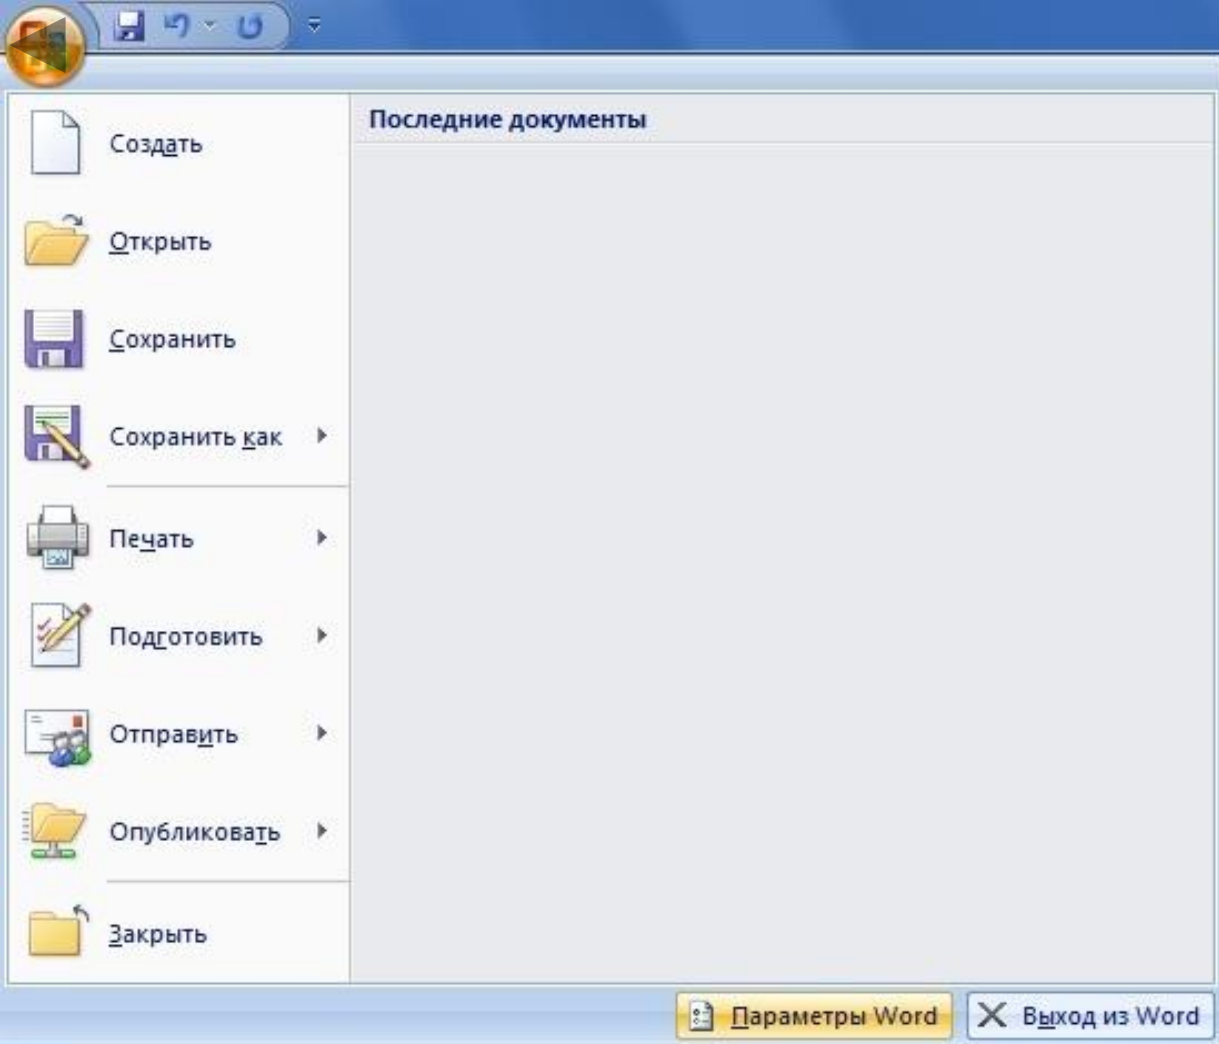 Последние документы
Создать
Открыть
Сохранить
Сохранить как
Печать
Подготовить
Отправить
Опубликовать
Закрыть
Параметры Word
Выход из Word